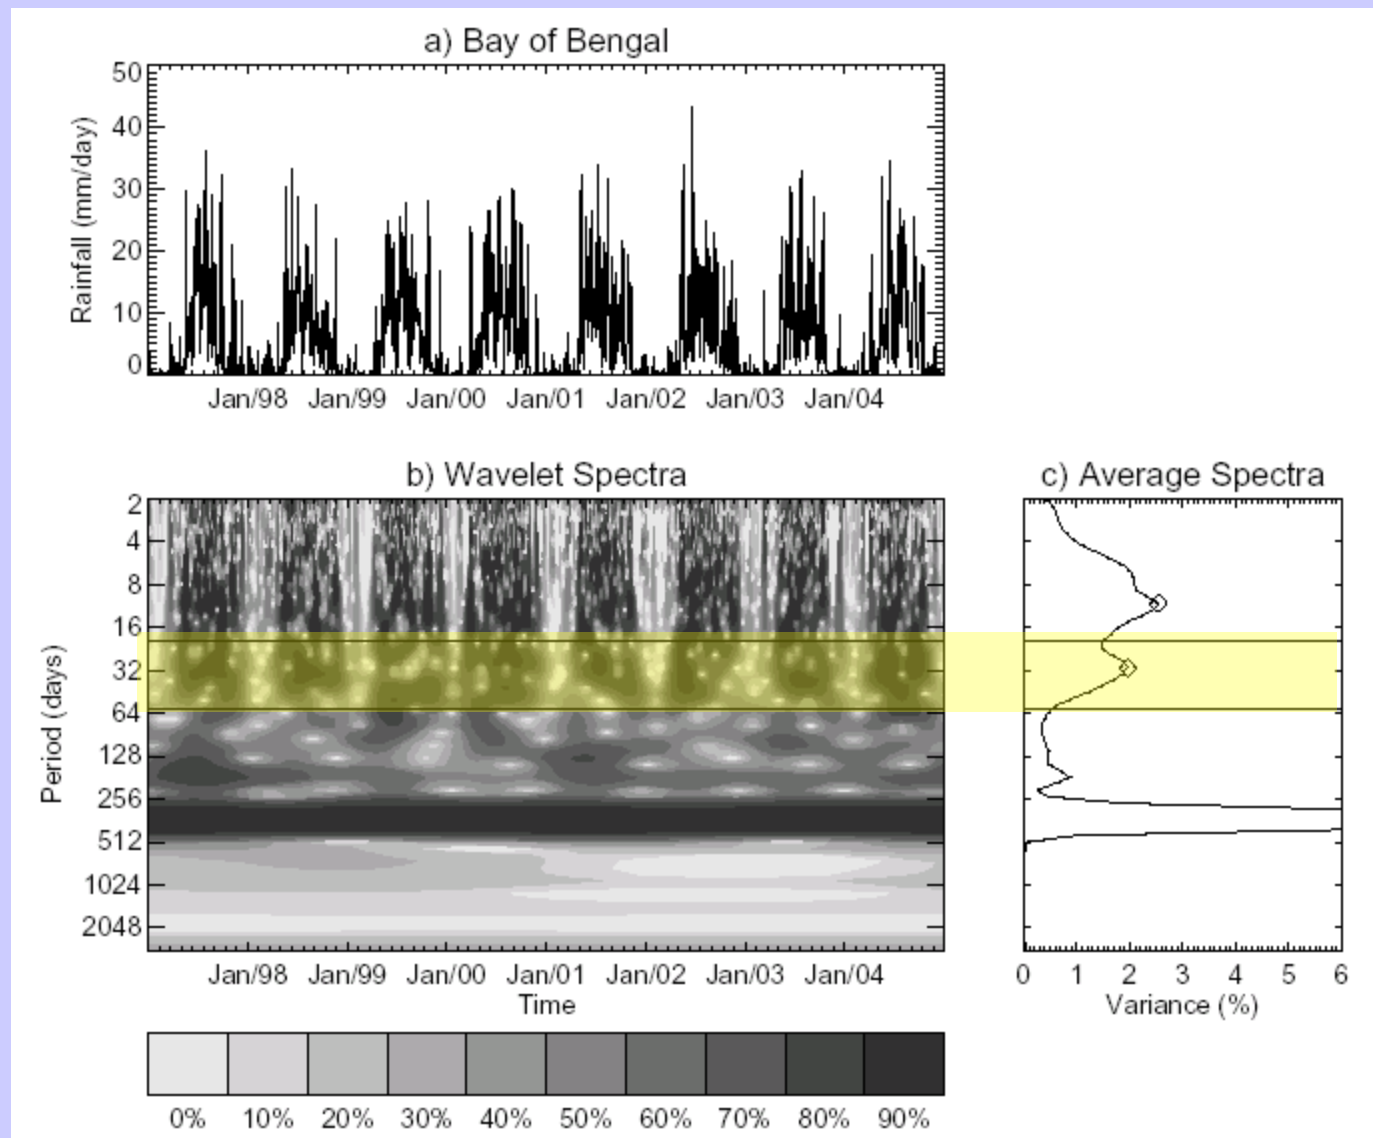 a) Bay of Bengal
Rainfall (mm/day)
50
40
30
20
10
0
Jan/98 Jan/99 Jan/00 Jan/01 Jan/02 Jan/03 Jan/04
b) Wavelet Spectra
Period (days)
2
4
8
16
32
64
128
256
512
1024
2048
Jan/98 Jan/99 Jan/00 Jan/01 Jan/02 Jan/03 Jan/04
Time
0% 10% 20% 30% 40% 50% 60% 70% 80% 90%
c) Average Spectra
0 1 2 3 4 5 6
Variance (%)